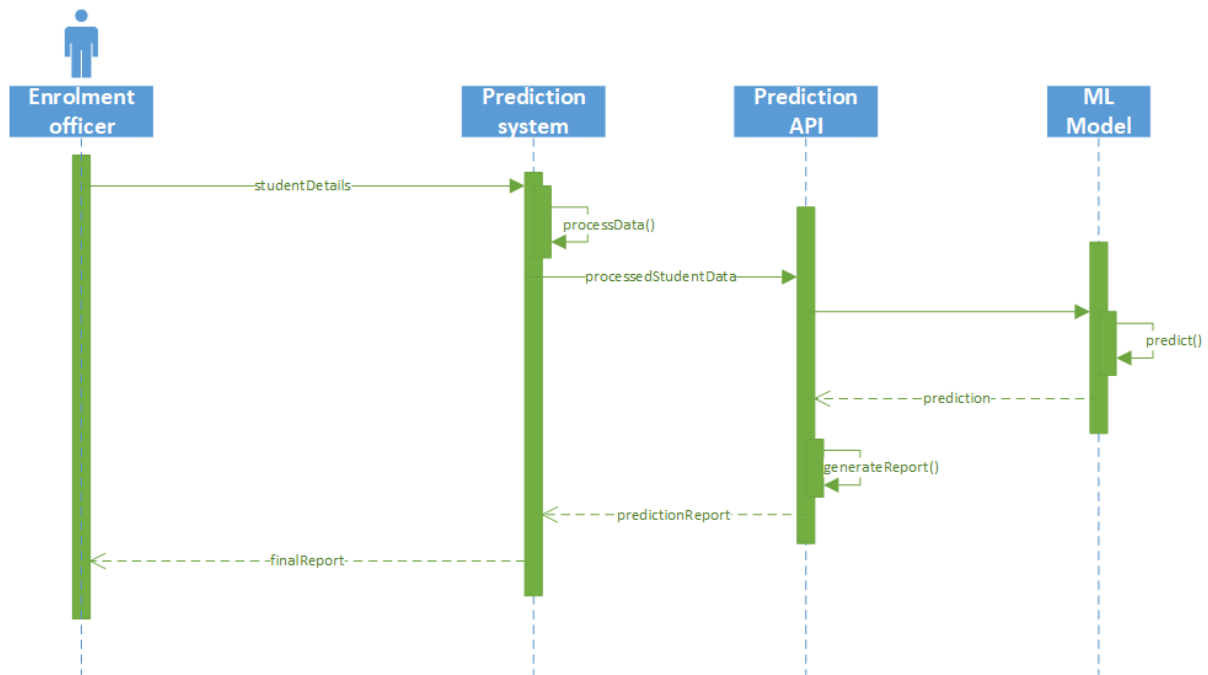 Enrolment
officer
Prediction
system
Prediction
API
ML
Model
studentDetails
processData()
processedStudentData
predict()
prediction
generateReport()
predictionReport
finalReport